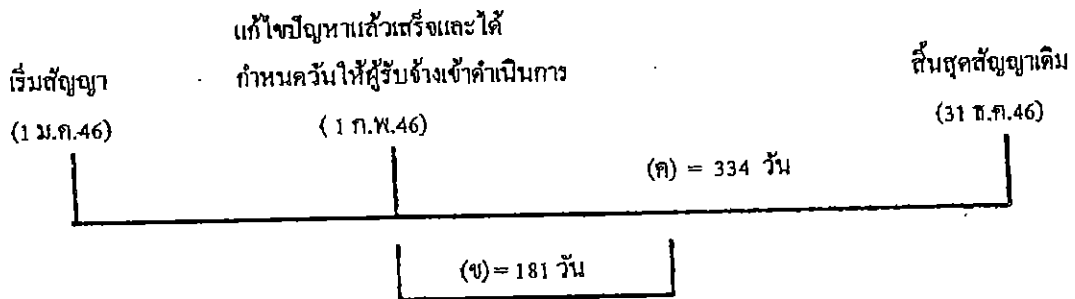 แก้ไขปัญหาแล้วเสร็จและได้
เริ่มสัญญา กำหนดวันให้ผู้รับจ้างเข้าดำเนินการ สิ้นสุดสัญญาเดิม
(1 ม.ค.46) ( 1 ก.พ.46) (31 ธ.ค.46)
(ค) = 334 วัน
(ข) = 181 วัน